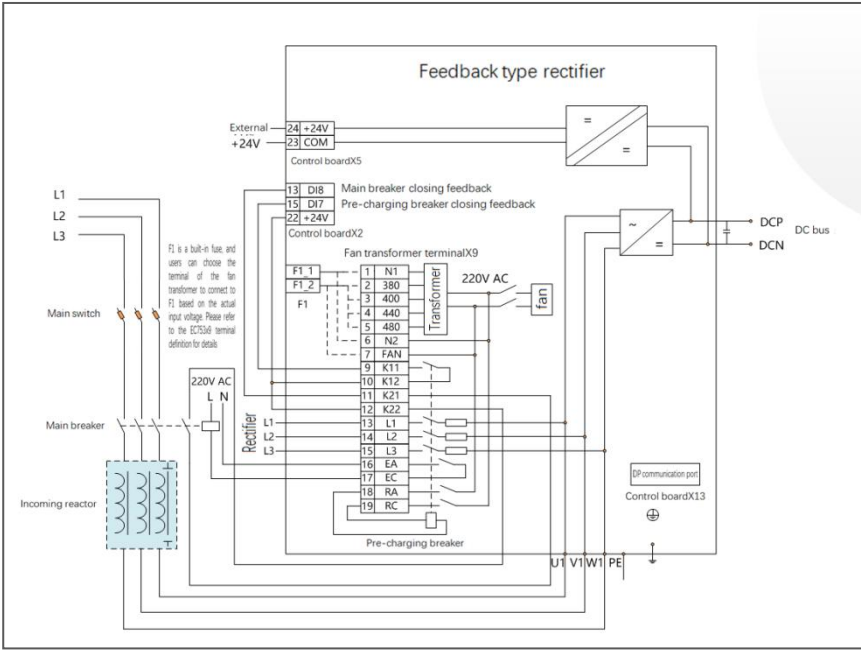 Feedback type rectifier
External
+24V
24 +24V
23 COM
Control boardX5
13 DI8 Main breaker closing feedback
15 DI7 Pre-charging breaker closing feedback
22 +24V
Control boardX2
L1
L2
L3
DCP
DCN
DC bus
~
=
=
=
F1 is a built-in fuse, and
users can choose the
terminal of the fan
transformer to connect to
F1 based on the actual
input voltage. Please refer
to the EC753x9 terminal
defintion for details
Fan transformer terminalX9
F1_1
F1_2
F1
1 N1
2 380
3 400
4 440
5 480
6 N2
7 FAN
9 K11
10 K12
11 K21
12 K22
13 L1
14 L2
15 L3
16 EA
17 EC
18 RA
19 RC
Transformer
220V AC
fan
Main switch
220V AC
L N
Main breaker
Rectifier
L1
L2
L3
Incoming reactor
Pre-charging breaker
DP communication port
Control boardX13
U1 V1 W1 PE